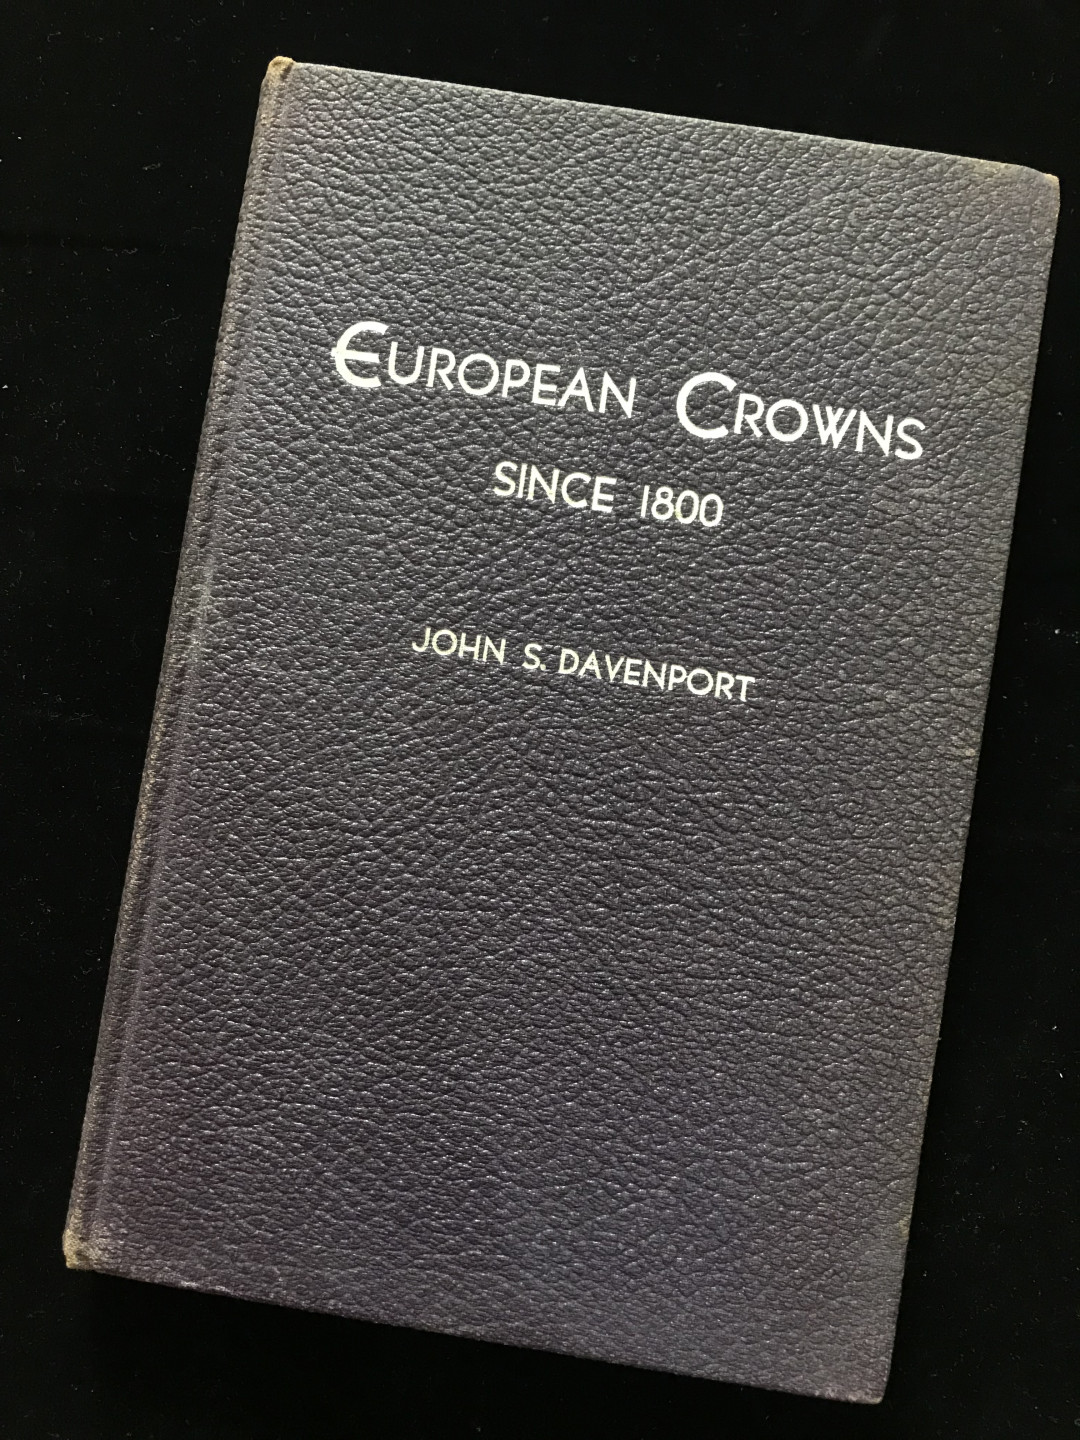 EUROPEAN CROWNS
SINCE 1800
JOHN S. DAVENPORT